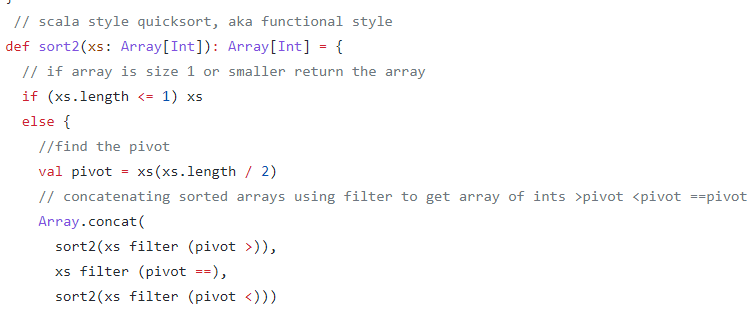 }
// scala style quicksort, aka functional style
def sort2(xs: Array[Int]): Array[Int] = {
// if array is size 1 or smaller return the array
if (xs.length <= 1) xs
else {
//find the pivot
val pivot = xs(xs.length / 2)
// concatenating sorted arrays using filter to get array of ints >pivot <pivot ==pivot
Array.concat(
sort2(xs filter (pivot >)),
xs filter (pivot ==),
sort2(xs filter (pivot <)))